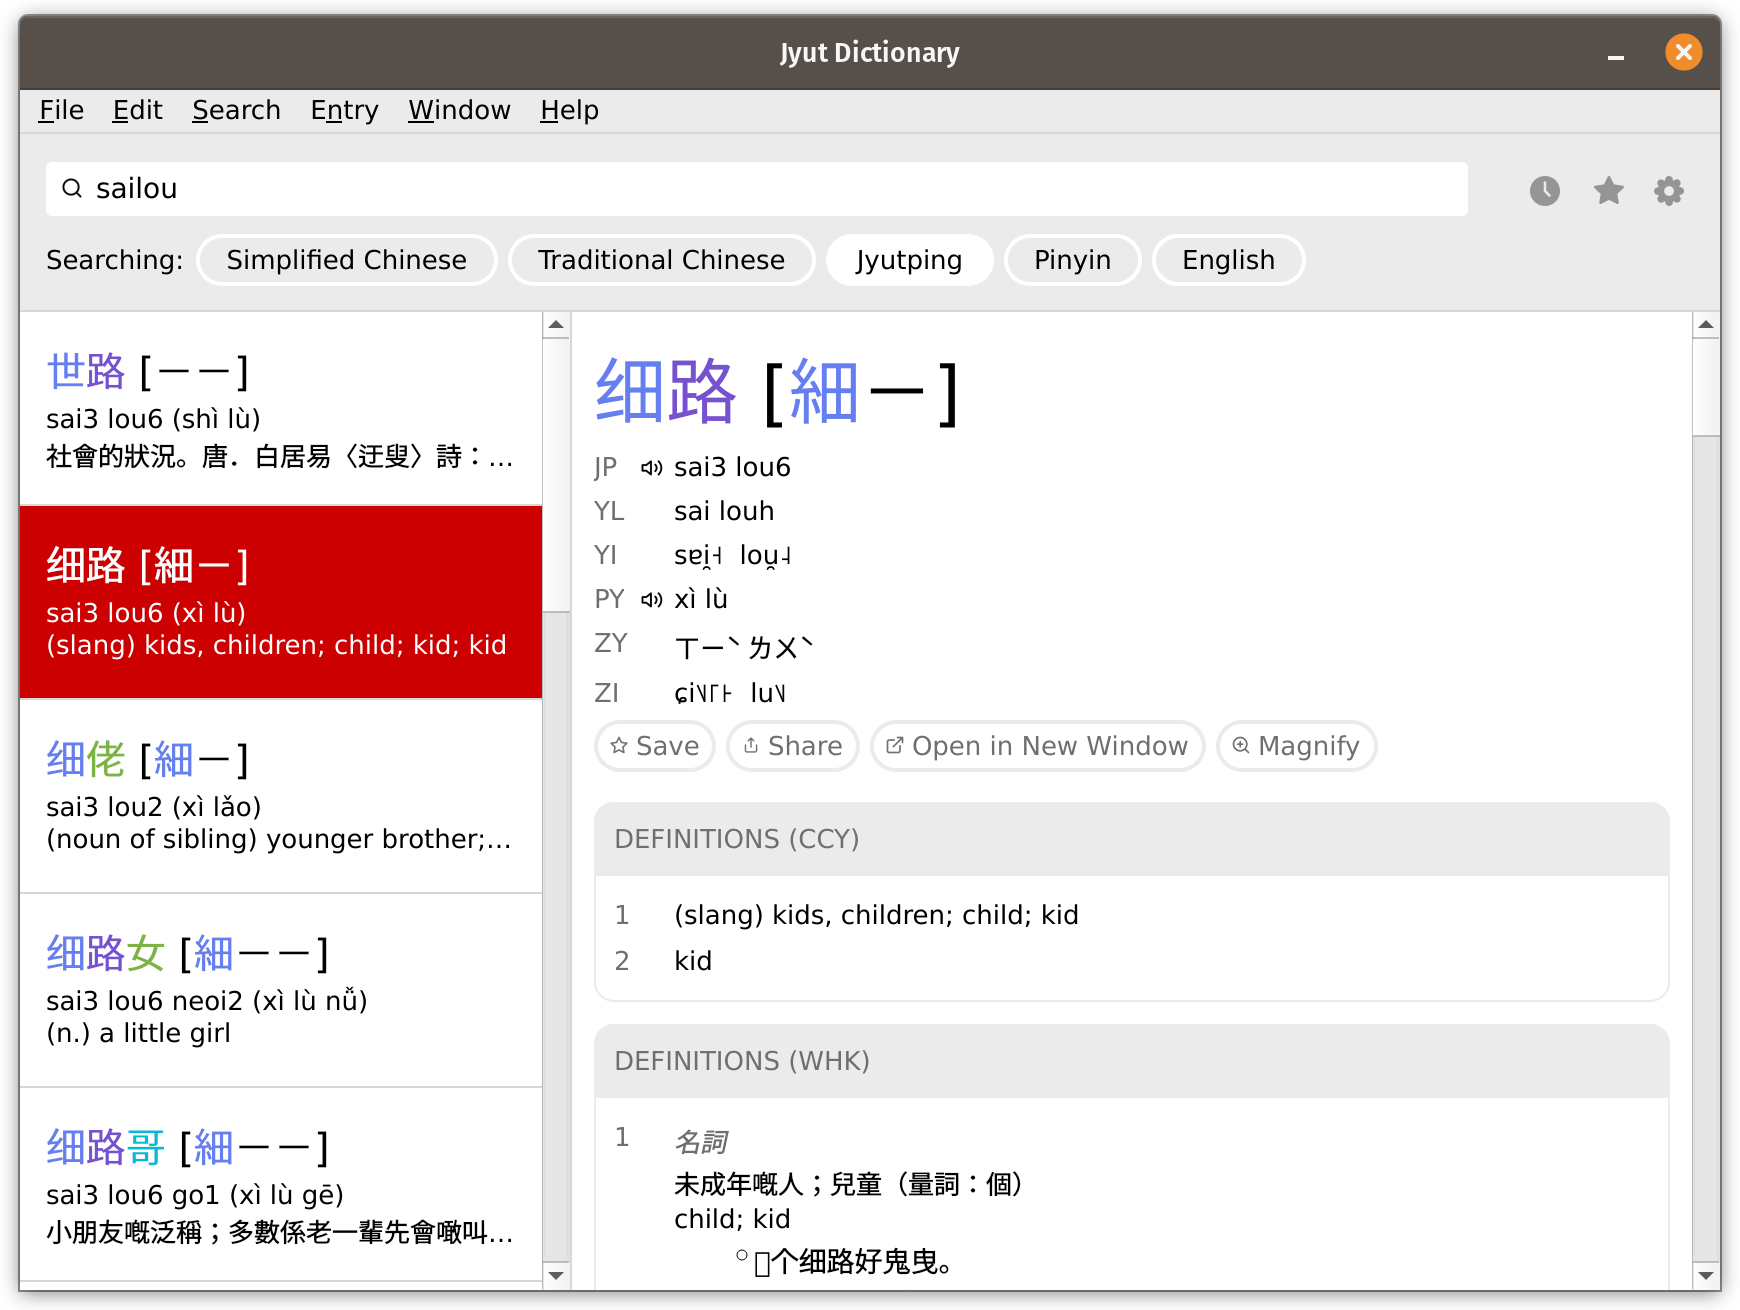 Jyut Dictionary
File Edit Search Entry Window Help
sailou
Searching: Simplified Chinese Traditional Chinese Jyutping Pinyin English
世路 [－－]
sai3 lou6 (shì lù)
社會的狀況。唐．白居易〈迂叟〉詩：…
细路 [細－]
sai3 lou6 (xì lù)
(slang) kids, children; child; kid; kid
细佬 [細－]
sai3 lou2 (xì lǎo)
(noun of sibling) younger brother;…
细路女 [細－－]
sai3 lou6 neoi2 (xì lù nǚ)
(n.) a little girl
细路哥 [細－－]
sai3 lou6 go1 (xì lù gē)
小朋友嘅泛稱；多數係老一輩先會噉叫…
细路 [細－]
JP sai3 lou6
YL sai louh
YI sɐi̯˧ lou̯˨
PY xì lù
ZY ㄒㄧˋ ㄌㄨˋ
ZI ɕi˥˩꜒꜔ lu˥˩
Save Share Open in New Window Magnify
DEFINITIONS (CCY)
1 (slang) kids, children; child; kid
2 kid
DEFINITIONS (WHK)
1 名詞
未成年嘅人；兒童（量詞：個）
child; kid
个细路好鬼曳。